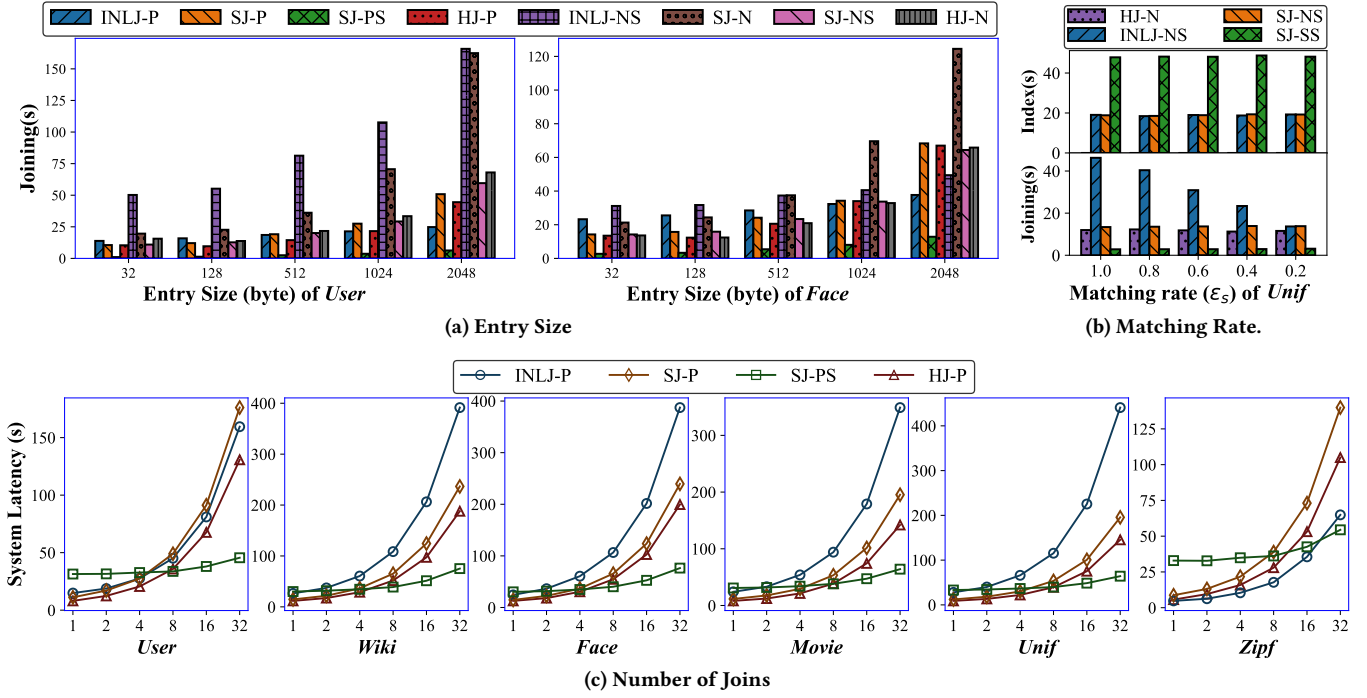 INLJ-P SJ-P SJ-PS HJ-P INLJ-NS SJ-N SJ-NS HJ-N
Joining(s)
150
125
100
75
50
25
0
32 128 512 1024 2048
Entry Size (byte) of User
120
100
80
60
40
20
0
32 128 512 1024 2048
Entry Size (byte) of Face
(a) Entry Size
HJ-N SJ-NS
INLJ-NS SJ-SS
Index(s)
40
20
0
Joining(s)
40
20
0
1.0 0.8 0.6 0.4 0.2
Matching rate (εs) of Unif
(b) Matching Rate.
INLJ-P SJ-P SJ-PS HJ-P
System Latency (s)
150
100
50
0
1 2 4 8 16 32
User
400
300
200
100
0
1 2 4 8 16 32
Wiki
400
300
200
100
0
1 2 4 8 16 32
Face
300
200
100
0
1 2 4 8 16 32
Movie
400
300
200
100
0
1 2 4 8 16 32
Unif
125
100
75
50
25
0
1 2 4 8 16 32
Zipf
(c) Number of Joins